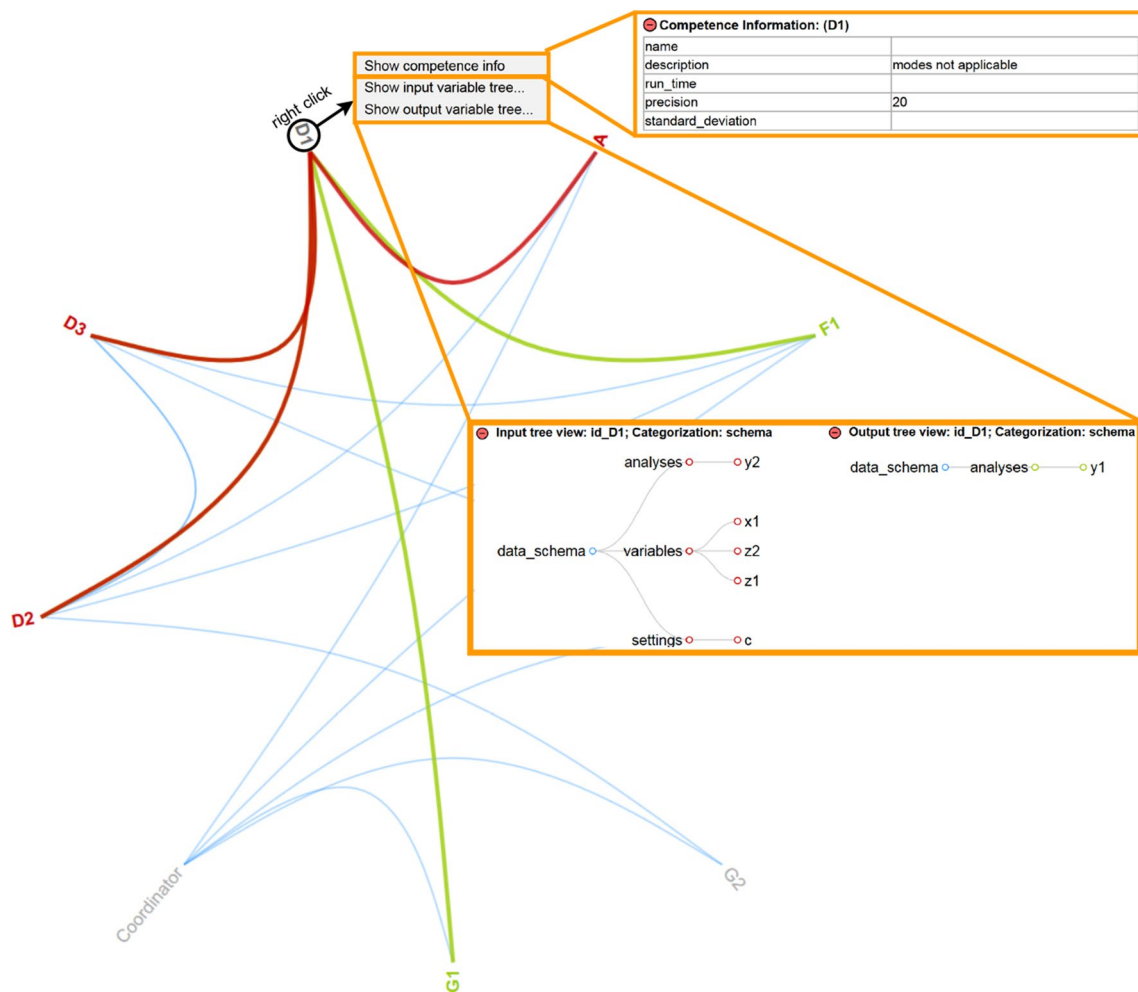 Competence Information: (D1)
name
description modes not applicable
run_time
precision 20
standard_deviation
Show competence info
Show input variable tree...
Show output variable tree...
right click
D1
A
D3
F1
Input tree view: id_D1; Categorization: schema
Output tree view: id_D1; Categorization: schema
analyses y2
data_schema analyses y1
x1
data_schema variables z2
z1
D2
settings c
Coordinator
G2
G1